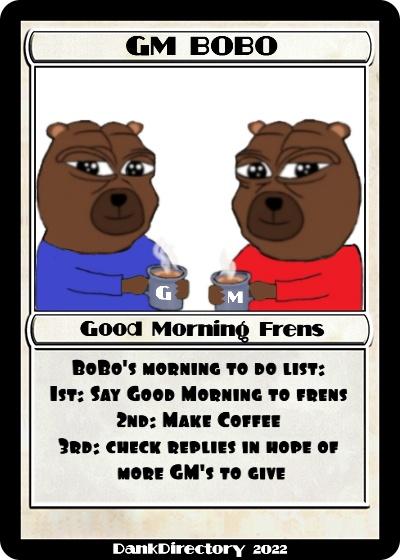 GM BOBO
G
M
Good Morning Frens
BoBo's morning to do list:
1st: Say Good Morning to frens
2nd: Make Coffee
3rd: check replies in hope of
more GM's to give
DankDirectory 2022